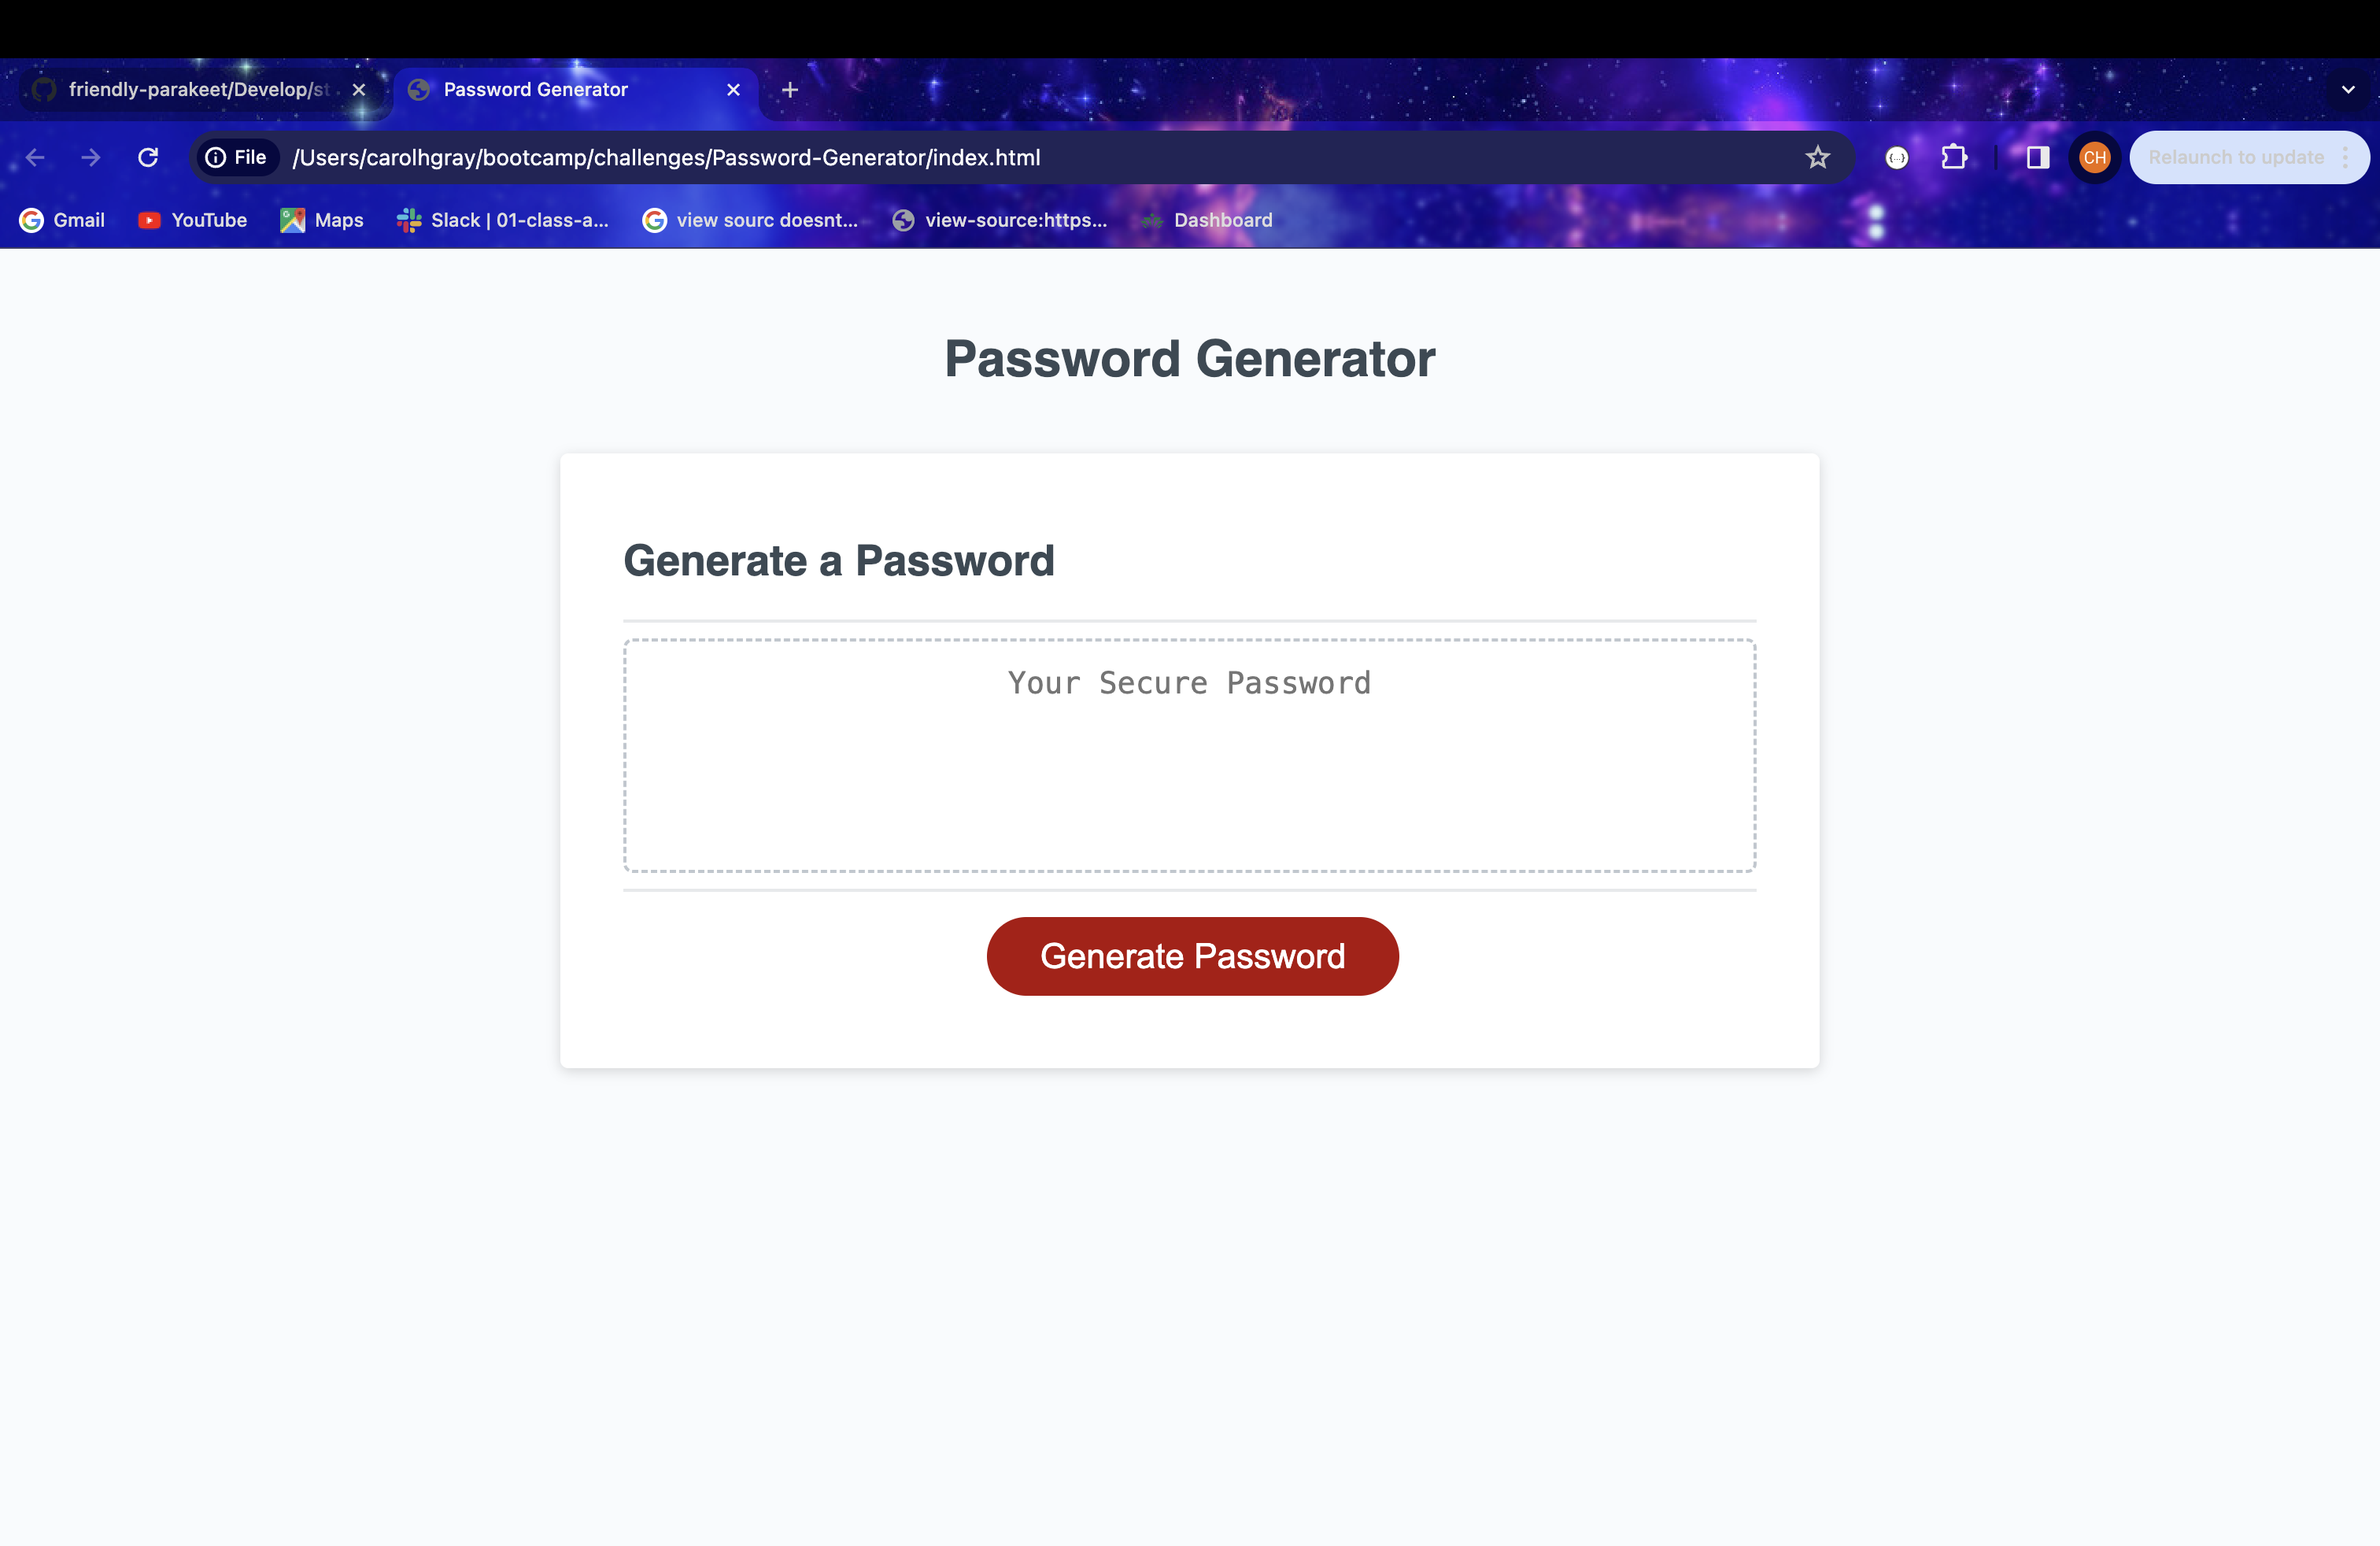 friendly-parakeet/Develop/st
Password Generator
File
/Users/carolhgray/bootcamp/challenges/Password-Generator/index.html
CH
Relaunch to update
Gmail
YouTube
Maps
Slack | 01-class-a...
view sourc doesnt...
view-source:https...
Dashboard
Password Generator
Generate a Password
Your Secure Password
Generate Password